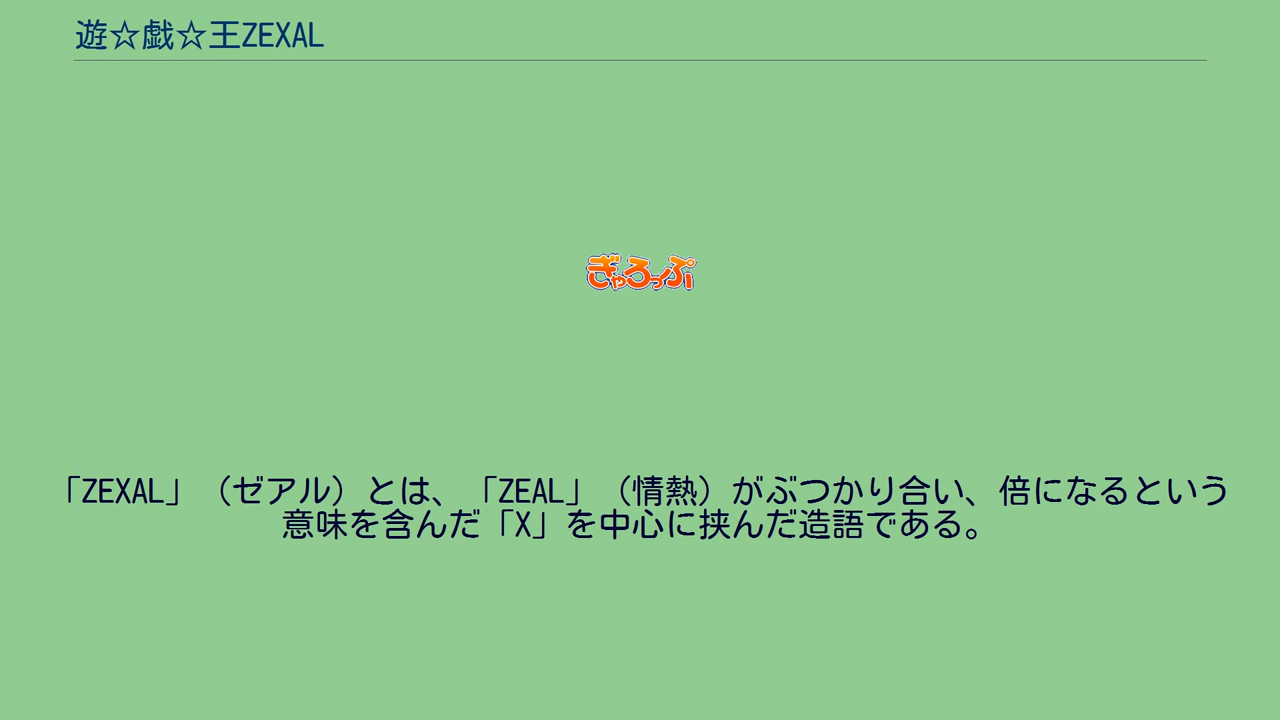 遊☆戯☆王ZEXAL
ぎゃろっぷ
「ZEXAL」（ゼアル）とは、「ZEAL」（情熱）がぶつかり合い、倍になるという
意味を含んだ「X」を中心に挟んだ造語である。